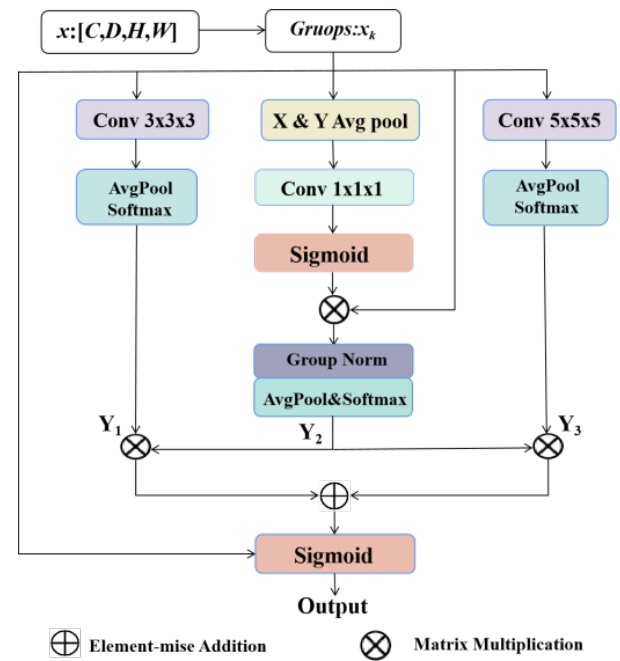 x:[C,D,H,W]
Gruops:xₖ
Conv 3x3x3
X & Y Avg pool
Conv 5x5x5
AvgPool
Softmax
Conv 1x1x1
AvgPool
Softmax
Sigmoid
Group Norm
AvgPool&Softmax
Y₁
Y₂
Y₃
Sigmoid
Output
Element-mise Addition
Matrix Multiplication